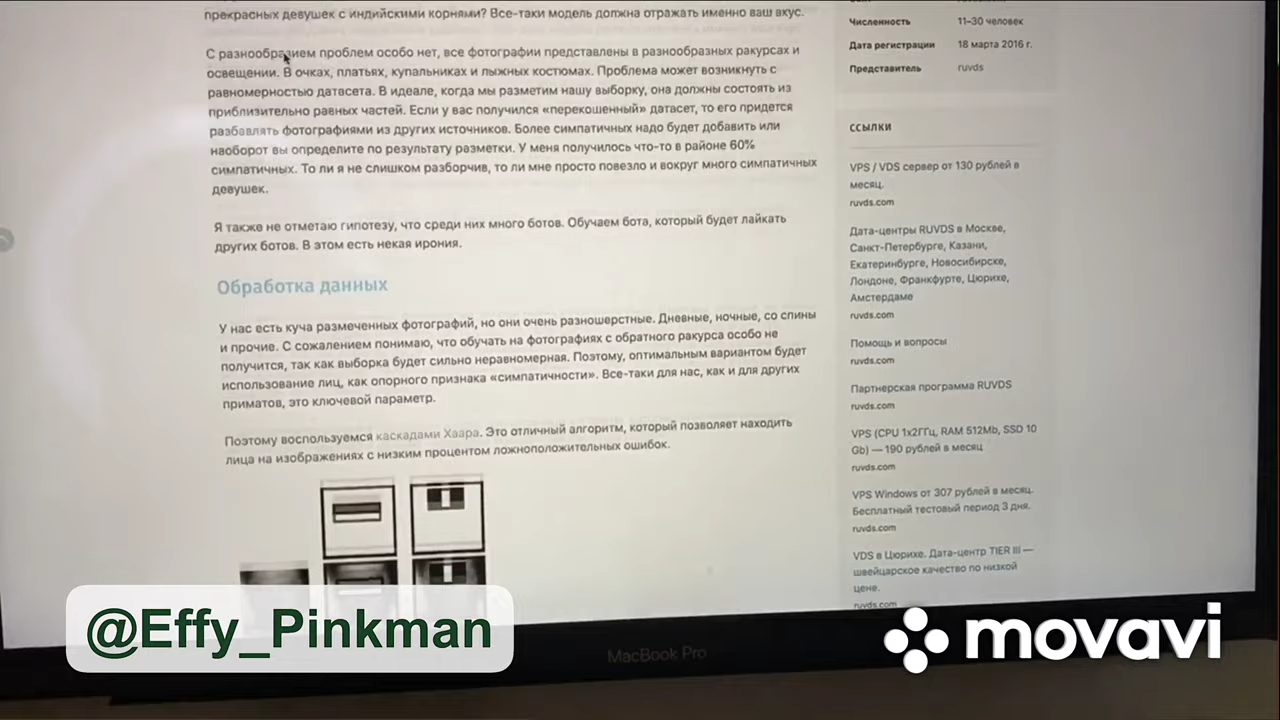 прекрасных девушек с индийскими корнями? Все-таки модель должна отражать именно ваш вкус.
С разнообразием проблем особо нет, все фотографии представлены в разнообразных ракурсах и
освещении. В очках, платьях, купальниках и лыжных костюмах. Проблема может возникнуть с
равномерностью датасета. В идеале, когда мы разметим нашу выборку, она должны состоять из
приблизительно равных частей. Если у вас получился «перекошенный» датасет, то его придется
разбавлять фотографиями из других источников. Более симпатичных надо будет добавить или
наоборот вы определите по результату разметки. У меня получилось что-то в районе 60%
симпатичных. То ли я не слишком разборчив, то ли мне просто повезло и вокруг много симпатичных
девушек.
Я также не отметаю гипотезу, что среди них много ботов. Обучаем бота, который будет лайкать
других ботов. В этом есть некая ирония.
Обработка данных
У нас есть куча размеченных фотографий, но они очень разношерстные. Дневные, ночные, со спины
и прочие. С сожалением понимаю, что обучать на фотографиях с обратного ракурса особо не
получится, так как выборка будет сильно неравномерная. Поэтому, оптимальным вариантом будет
использование лиц, как опорного признака «симпатичности». Все-таки для нас, как и для других
приматов, это ключевой параметр.
Поэтому воспользуемся каскадами Хаара. Это отличный алгоритм, который позволяет находить
лица на изображениях с низким процентом ложноположительных ошибок.
Численность 11–30 человек
Дата регистрации 18 марта 2016 г.
Представитель ruvds
ССЫЛКИ
VPS / VDS сервер от 130 рублей в
месяц.
ruvds.com
Дата-центры RUVDS в Москве,
Санкт-Петербурге, Казани,
Екатеринбурге, Новосибирске,
Лондоне, Франкфурте, Цюрихе,
Амстердаме
ruvds.com
Помощь и вопросы
ruvds.com
Партнерская программа RUVDS
ruvds.com
VPS (CPU 1x2ГГц, RAM 512Mb, SSD 10
Gb) — 190 рублей в месяц
ruvds.com
VPS Windows от 307 рублей в месяц.
Бесплатный тестовый период 3 дня.
ruvds.com
VDS в Цюрихе. Дата-центр TIER III —
швейцарское качество по низкой
цене.
ruvds.com
@Effy_Pinkman
movavi
MacBook Pro